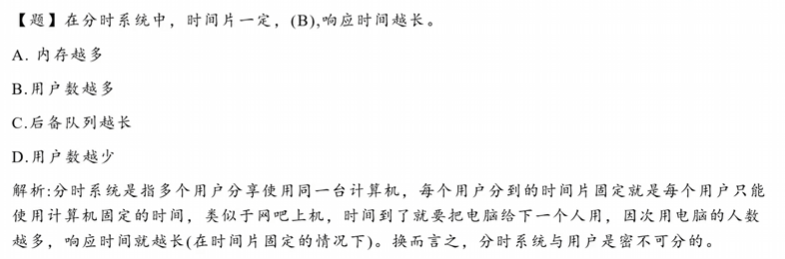 【题】在分时系统中，时间片一定，(B),响应时间越长。
A. 内存越多
B.用户数越多
C.后备队列越长
D.用户数越少
解析:分时系统是指多个用户分享使用同一台计算机，每个用户分到的时间片固定就是每个用户只能
使用计算机固定的时间，类似于网吧上机，时间到了就要把电脑给下一个人用，因次用电脑的人数
越多，响应时间就越长(在时间片固定的情况下)。换而言之，分时系统与用户是密不可分的。